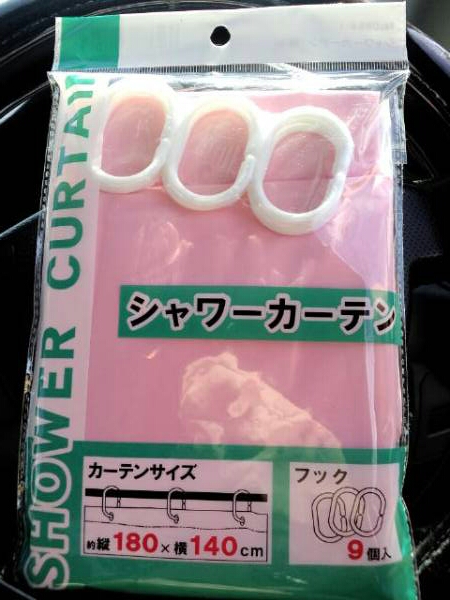 SHOWER CURTAIN
シャワーカーテン
カーテンサイズ
約縦180×横140cm
フック
9個入